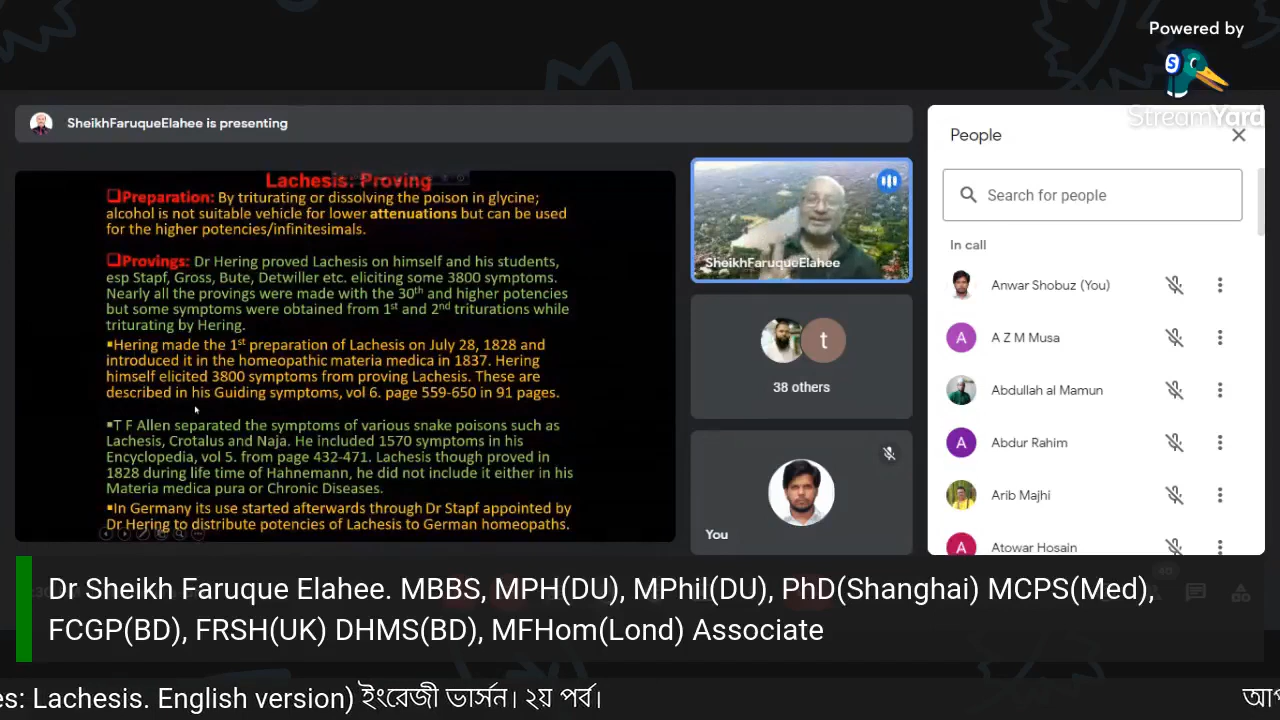 Powered by
StreamYard
SheikhFaruqueElahee is presenting
Lachesis: Proving
❑Preparation: By triturating or dissolving the poison in glycine;
alcohol is not suitable vehicle for lower attenuations but can be used
for the higher potencies/infinitesimals.
❑Provings: Dr Hering proved Lachesis on himself and his students,
esp Stapf, Gross, Bute, Detwiller etc. eliciting some 3800 symptoms.
Nearly all the provings were made with the 30th and higher potencies
but some symptoms were obtained from 1st and 2nd triturations while
triturating by Hering.
▪Hering made the 1st preparation of Lachesis on July 28, 1828 and
introduced it in the homeopathic materia medica in 1837. Hering
himself elicited 3800 symptoms from proving Lachesis. These are
described in his Guiding symptoms, vol 6. page 559-650 in 91 pages.
▪T F Allen separated the symptoms of various snake poisons such as
Lachesis, Crotalus and Naja. He included 1570 symptoms in his
Encyclopedia, vol 5. from page 432-471. Lachesis though proved in
1828 during life time of Hahnemann, he did not include it either in his
Materia medica pura or Chronic Diseases.
▪In Germany its use started afterwards through Dr Stapf appointed by
Dr Hering to distribute potencies of Lachesis to German homeopaths.
SheikhFaruqueElahee
t
38 others
You
People
Search for people
In call
Anwar Shobuz (You)
A A Z M Musa
Abdullah al Mamun
A Abdur Rahim
Arib Majhi
A Atowar Hosain
40
Dr Sheikh Faruque Elahee. MBBS, MPH(DU), MPhil(DU), PhD(Shanghai) MCPS(Med),
FCGP(BD), FRSH(UK) DHMS(BD), MFHom(Lond) Associate
es: Lachesis. English version) ইংরেজী ভার্সন। ২য় পর্ব। আপ